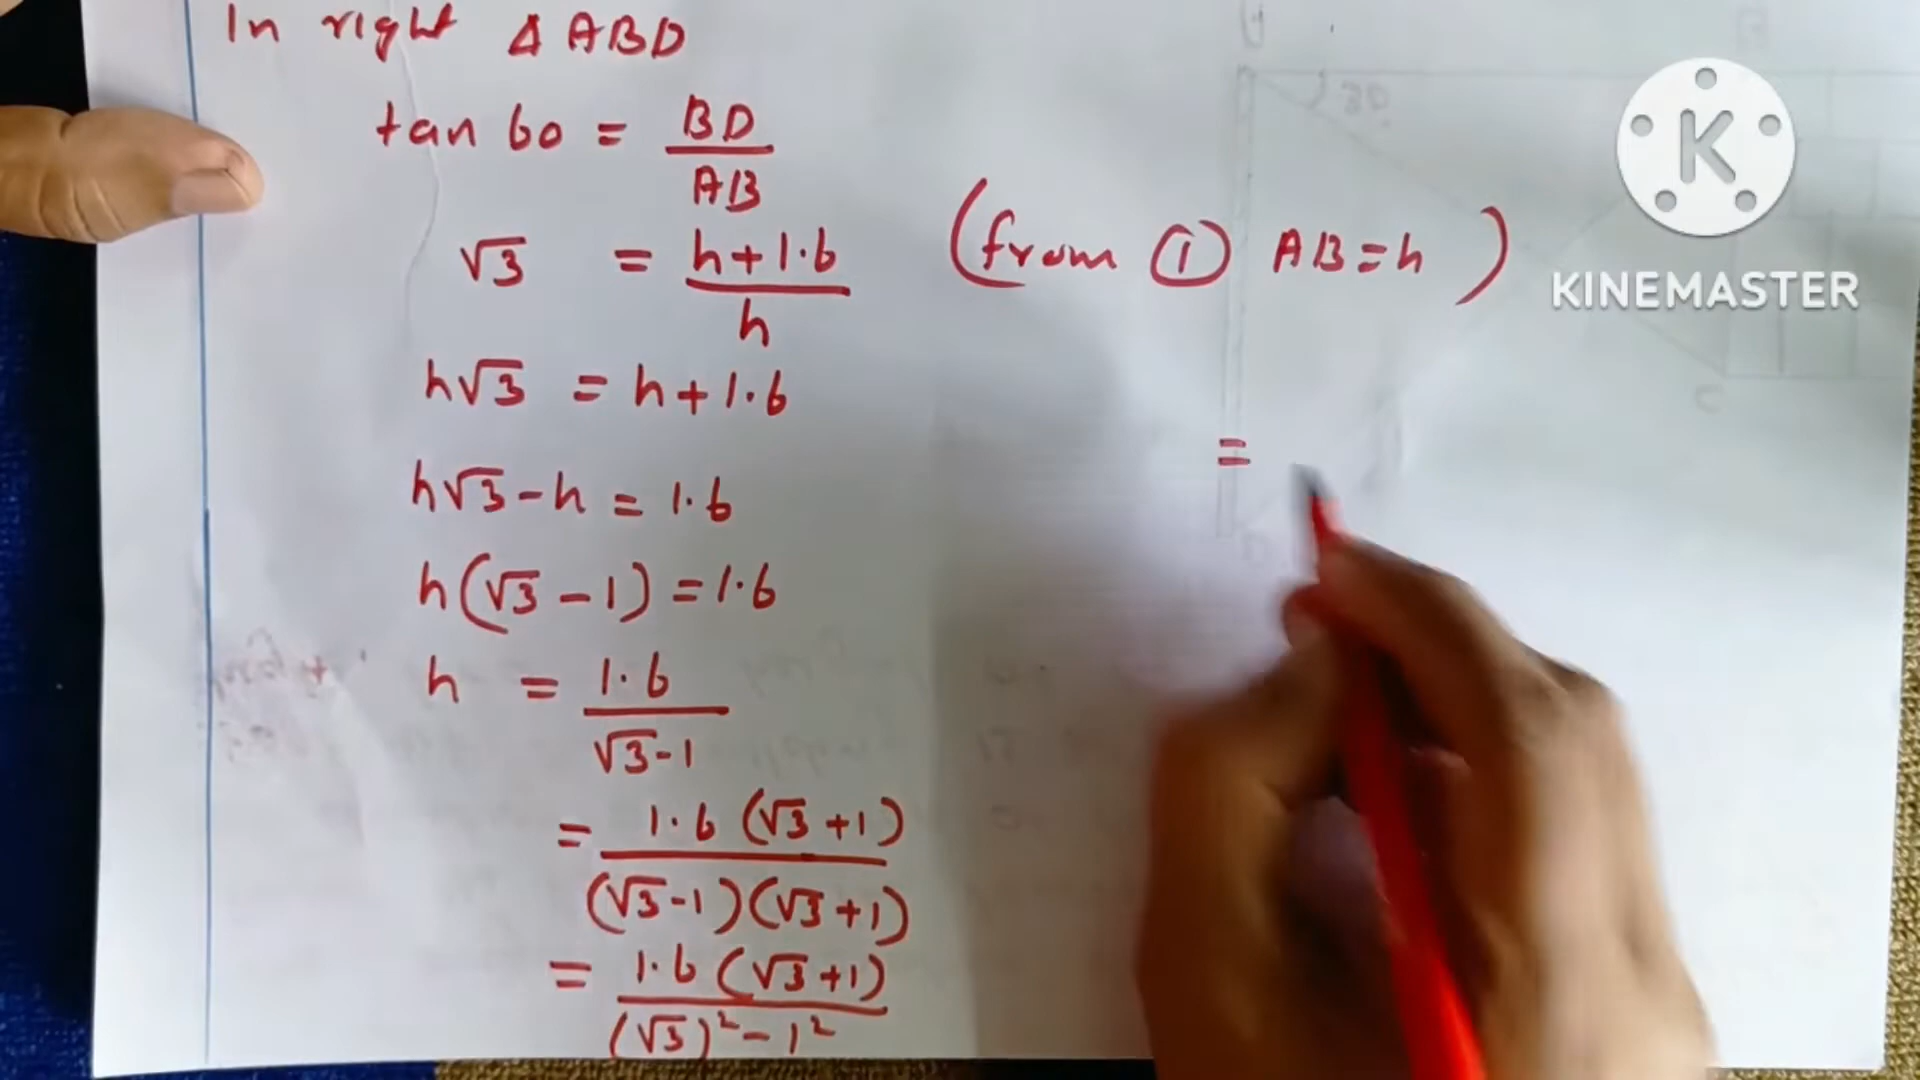 In right Δ ABD
tan 60 = BD/AB
√3 = h+1.6/h (from ① AB=h)
h√3 = h+1.6
h√3-h = 1.6
h(√3-1) = 1.6
h = 1.6/√3-1
= 1.6(√3+1)/(√3-1)(√3+1)
= 1.6(√3+1)/(√3)²-1²
=
K
KINEMASTER